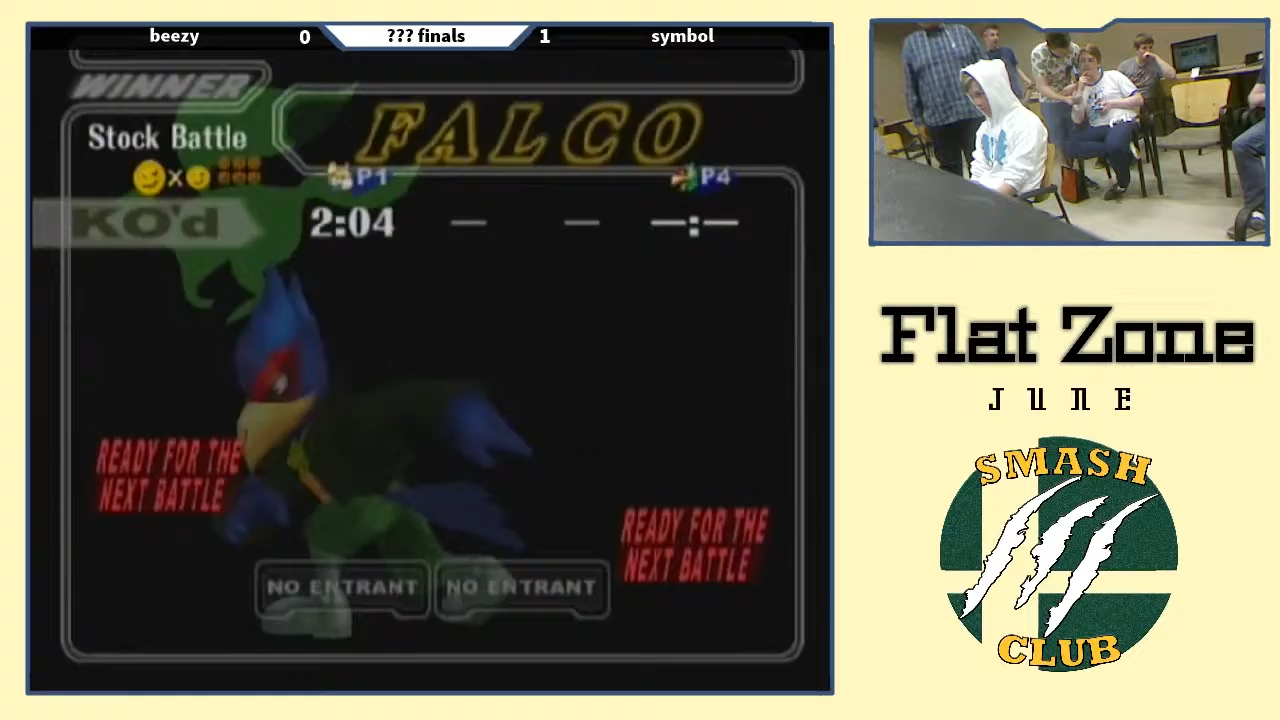 beezy 0 ??? finals 1 symbol
WINNER
FALCO
Stock Battle
x
P1
P4
KO'd
2:04 — — —:—
READY FOR THE
NEXT BATTLE
READY FOR THE
NEXT BATTLE
NO ENTRANT NO ENTRANT
Flat Zone
JUNE
SMASH
CLUB